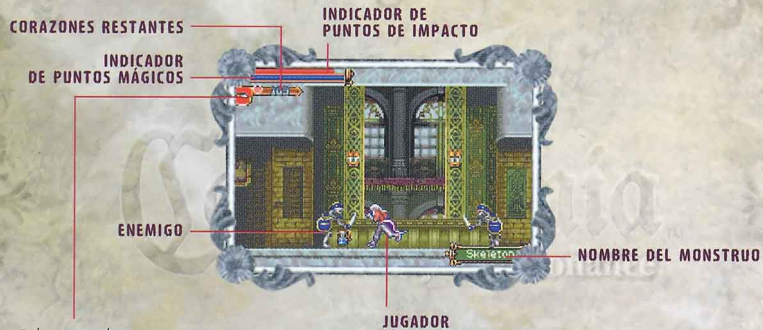 CORAZONES RESTANTES
INDICADOR DE
PUNTOS DE IMPACTO
INDICADOR
DE PUNTOS MÁGICOS
ENEMIGO
Skeleton
NOMBRE DEL MONSTRUO
JUGADOR